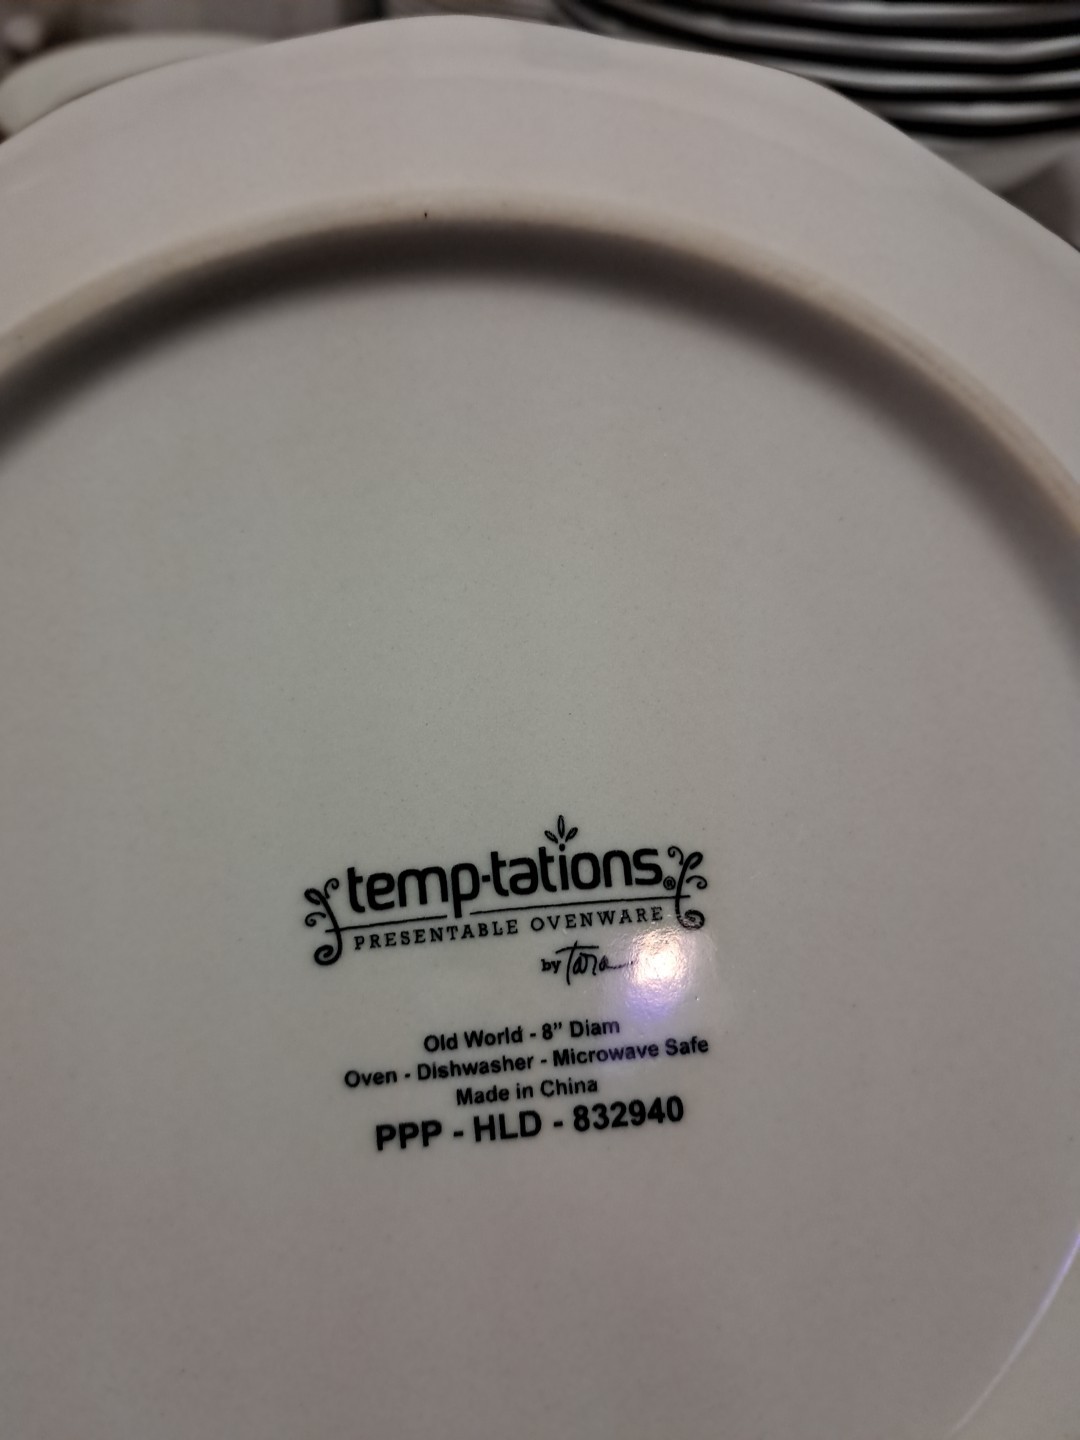 temp-tations®
PRESENTABLE OVENWARE
by Tara
Old World - 8" Diam
Oven - Dishwasher - Microwave Safe
Made in China
PPP - HLD - 832940